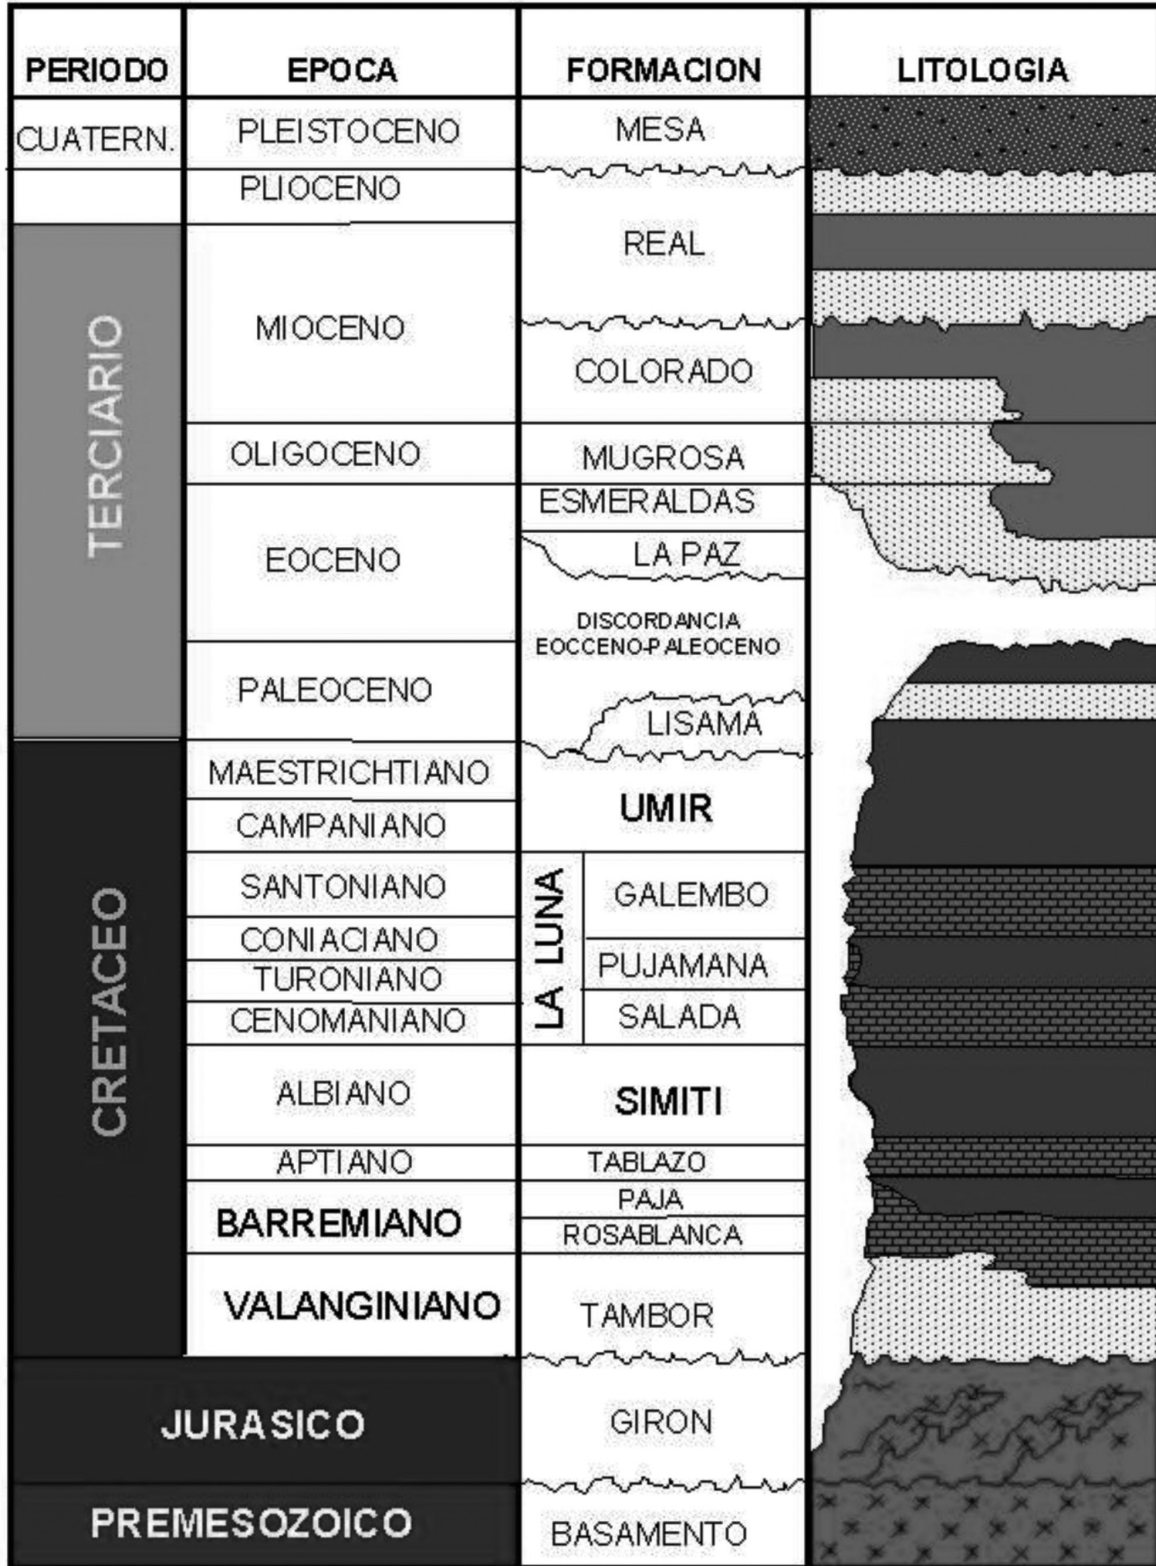 PERIODO EPOCA FORMACION LITOLOGIA
CUATERN. PLEISTOCENO MESA
PLIOCENO
REAL
TERCIARIO
MIOCENO
COLORADO
OLIGOCENO MUGROSA
ESMERALDAS
EOCENO LA PAZ
DISCORDANCIA
EOCCENO-PALEOCENO
PALEOCENO
LISAMA
CRETACEO
MAESTRICHTIANO
UMIR
CAMPANIANO
LA LUNA
SANTONIANO GALEMBO
CONIACIANO
PUJAMANA
TURONIANO
CENOMANIANO SALADA
ALBIANO SIMITI
APTIANO TABLAZO
PAJA
BARREMIANO
ROSABLANCA
VALANGINIANO TAMBOR
JURASICO GIRON
PREMESOZOICO BASAMENTO